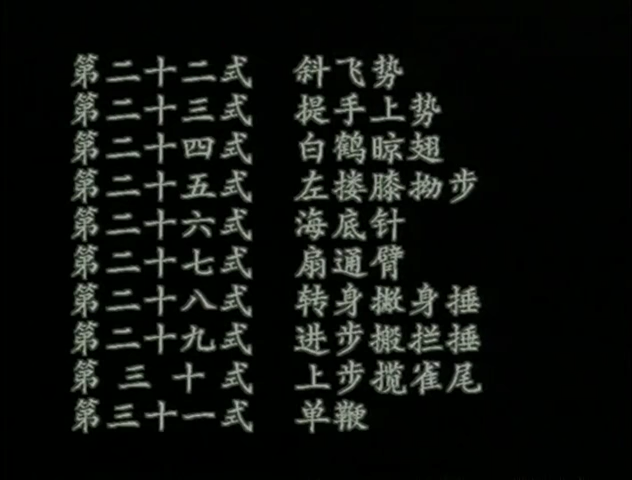 第二十二式 斜飞势
第二十三式 提手上势
第二十四式 白鹤晾翅
第二十五式 左搂膝拗步
第二十六式 海底针
第二十七式 扇通臂
第二十八式 转身撇身捶
第二十九式 进步搬拦捶
第三十式 上步揽雀尾
第三十一式 单鞭